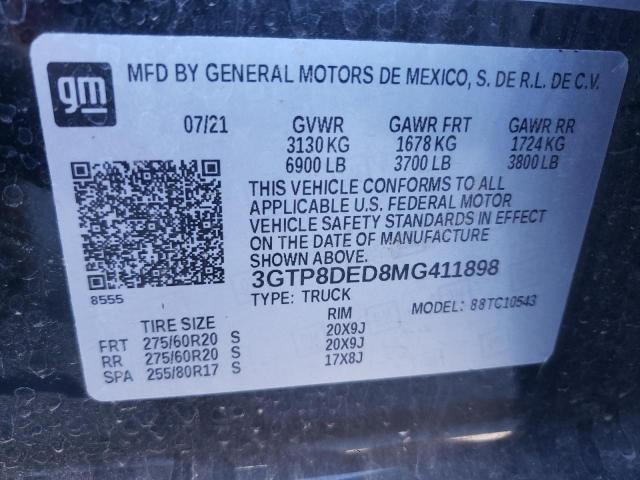 gm MFD BY GENERAL MOTORS DE MEXICO, S. DE R.L. DE C.V.
07/21 GVWR GAWR FRT GAWR RR
3130 KG 1678 KG 1724 KG
6900 LB 3700 LB 3800 LB
THIS VEHICLE CONFORMS TO ALL
APPLICABLE U.S. FEDERAL MOTOR
VEHICLE SAFETY STANDARDS IN EFFECT
ON THE DATE OF MANUFACTURE
SHOWN ABOVE.
3GTP8DED8MG411898
8555 TYPE: TRUCK MODEL: 88TC10543
TIRE SIZE RIM
FRT 275/60R20 S 20X9J
RR 275/60R20 S 20X9J
SPA 255/80R17 S 17X8J